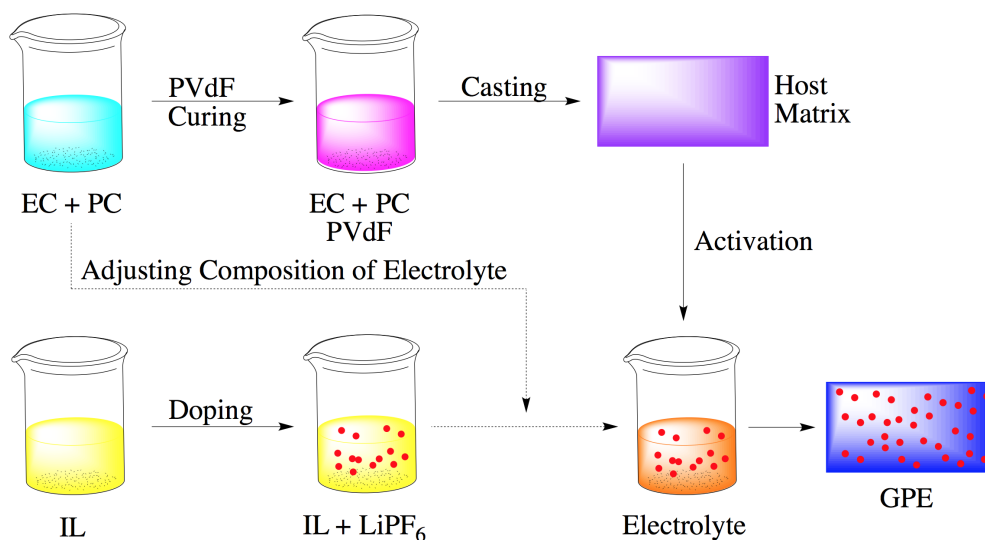 PVdF
Curing
Casting
Host
Matrix
EC + PC
EC + PC
PVdF
Activation
Adjusting Composition of Electrolyte
Doping
IL
IL + LiPF₆
Electrolyte
GPE